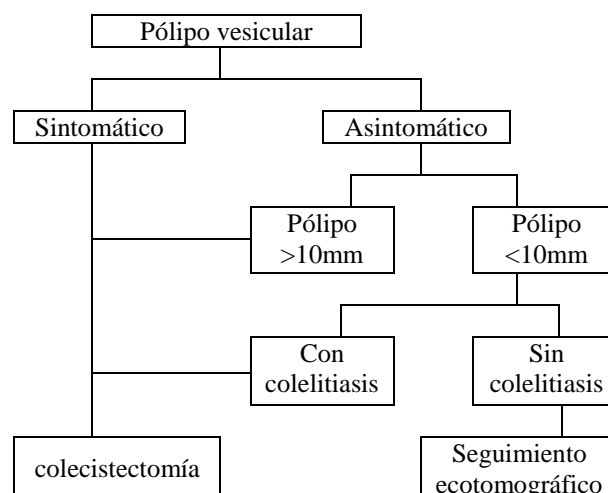 Pólipo vesicular
Sintomático
Asintomático
Pólipo
>10mm
Pólipo
<10mm
Con
colelitiasis
Sin
colelitiasis
colecistectomía
Seguimiento
ecotomográfico